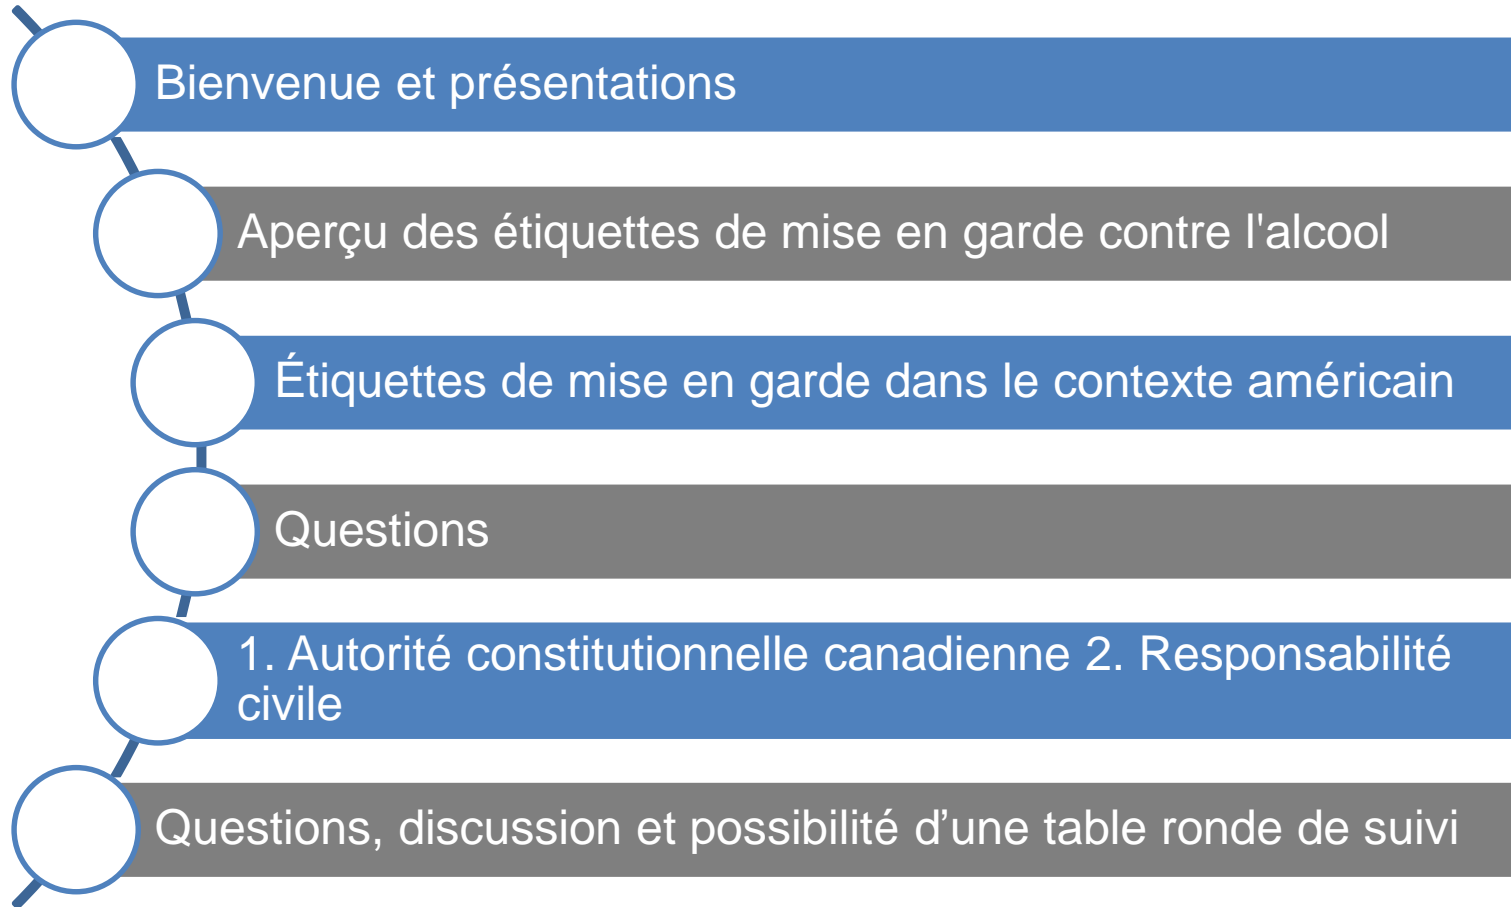 Bienvenue et présentations
Aperçu des étiquettes de mise en garde contre l'alcool
Étiquettes de mise en garde dans le contexte américain
Questions
1. Autorité constitutionnelle canadienne 2. Responsabilité
civile
Questions, discussion et possibilité d’une table ronde de suivi